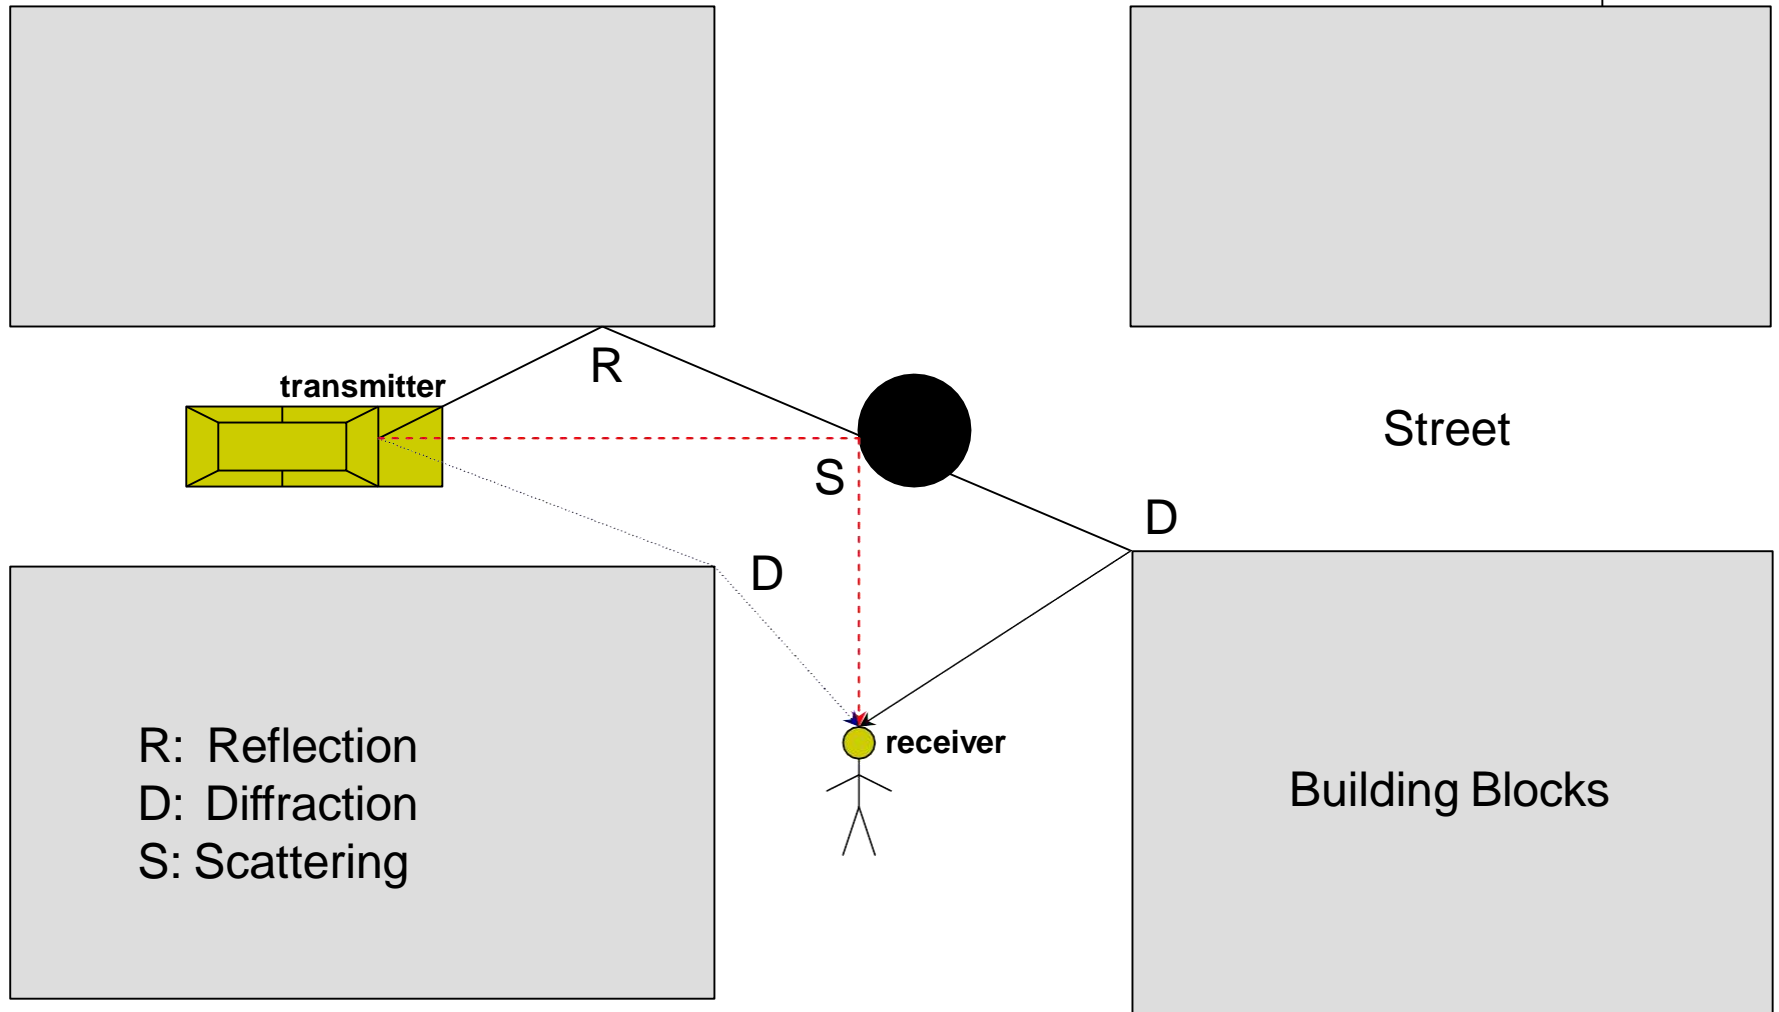 transmitter
R
Street
S
D
D
R: Reflection
D: Diffraction
S: Scattering
receiver
Building Blocks